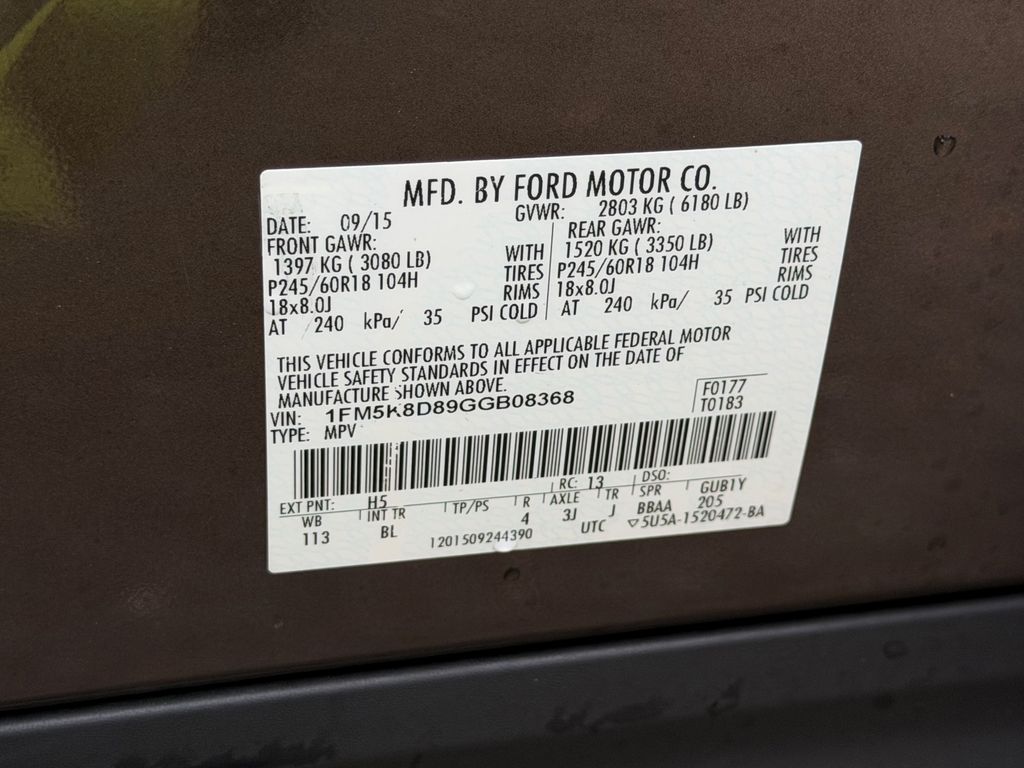 MFD. BY FORD MOTOR CO.
DATE: 09/15 GVWR: 2803 KG ( 6180 LB)
FRONT GAWR: REAR GAWR:
1397 KG ( 3080 LB) WITH 1520 KG ( 3350 LB) WITH
P245/60R18 104H TIRES P245/60R18 104H TIRES
18x8.0J RIMS 18x8.0J RIMS
AT 240 kPa/ 35 PSI COLD AT 240 kPa/ 35 PSI COLD
THIS VEHICLE CONFORMS TO ALL APPLICABLE FEDERAL MOTOR
VEHICLE SAFETY STANDARDS IN EFFECT ON THE DATE OF
MANUFACTURE SHOWN ABOVE.
VIN: 1FM5K8D89GGB08368 F0177
TYPE: MPV T0183
EXT PNT: H5 RC: 13 DSO:
WB INT TR TP/PS R AXLE TR SPR GUB1Y
113 BL 4 3J J BBAA 205
1201509244390 UTC ▽5U5A-1520472-BA